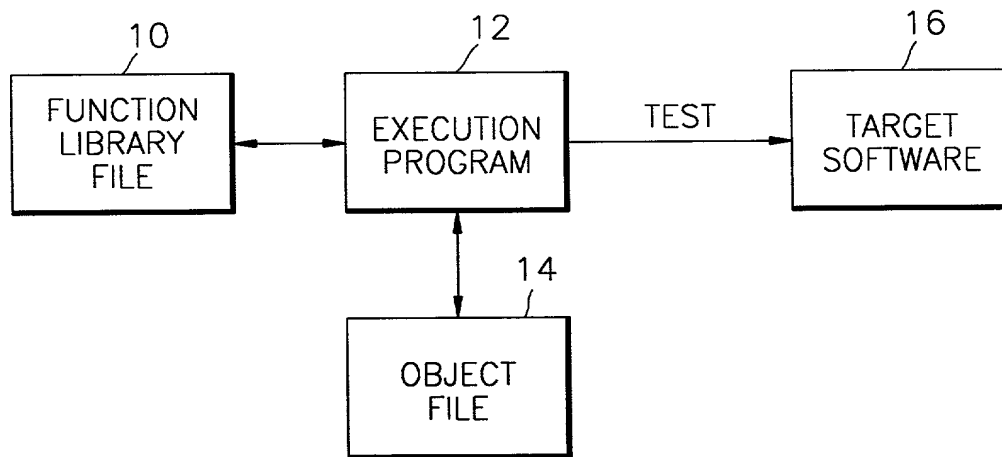 10
FUNCTION
LIBRARY
FILE
12
EXECUTION
PROGRAM
TEST
16
TARGET
SOFTWARE
14
OBJECT
FILE